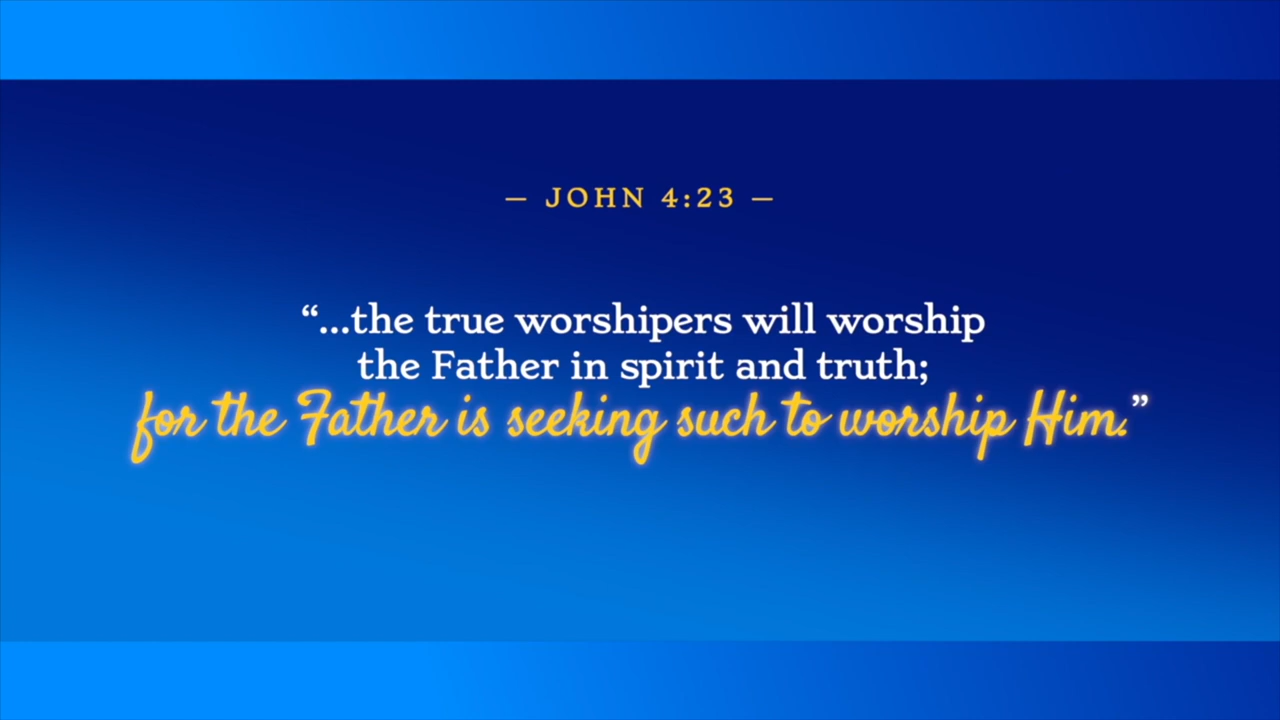 — JOHN 4:23 —
“...the true worshipers will worship
the Father in spirit and truth;
for the Father is seeking such to worship Him.”